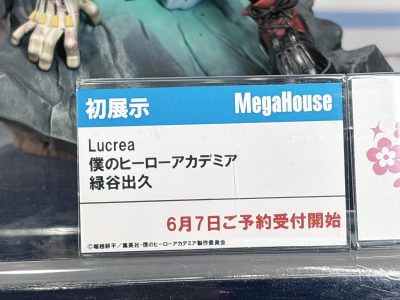 初展示 MegaHouse
Lucrea
僕のヒーローアカデミア
緑谷出久
6月7日ご予約受付開始
©堀越耕平／集英社・僕のヒーローアカデミア製作委員会